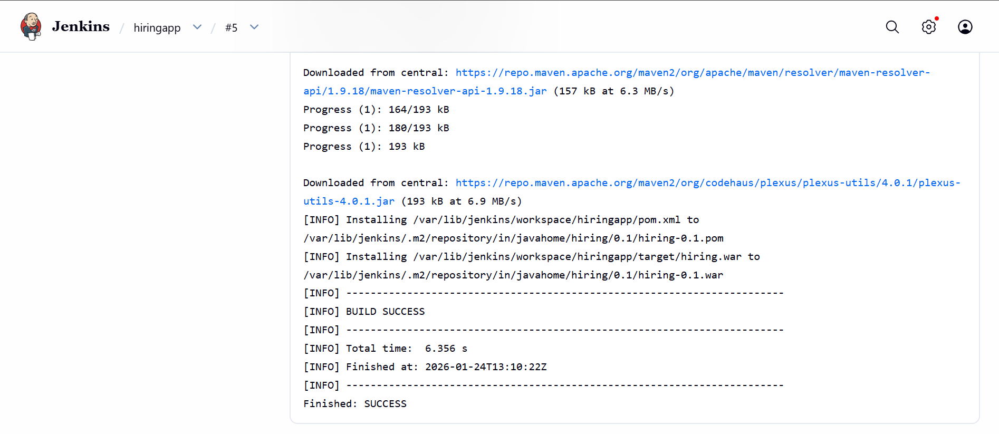 Jenkins / hiringapp / #5
Downloaded from central: https://repo.maven.apache.org/maven2/org/apache/maven/resolver/maven-resolver-
api/1.9.18/maven-resolver-api-1.9.18.jar (157 kB at 6.3 MB/s)
Progress (1): 164/193 kB
Progress (1): 180/193 kB
Progress (1): 193 kB
Downloaded from central: https://repo.maven.apache.org/maven2/org/codehaus/plexus/plexus-utils/4.0.1/plexus-
utils-4.0.1.jar (193 kB at 6.9 MB/s)
[INFO] Installing /var/lib/jenkins/workspace/hiringapp/pom.xml to
/var/lib/jenkins/.m2/repository/in/javahome/hiring/0.1/hiring-0.1.pom
[INFO] Installing /var/lib/jenkins/workspace/hiringapp/target/hiring.war to
/var/lib/jenkins/.m2/repository/in/javahome/hiring/0.1/hiring-0.1.war
[INFO] ------------------------------------------------------------------------
[INFO] BUILD SUCCESS
[INFO] ------------------------------------------------------------------------
[INFO] Total time:  6.356 s
[INFO] Finished at: 2026-01-24T13:10:22Z
[INFO] ------------------------------------------------------------------------
Finished: SUCCESS